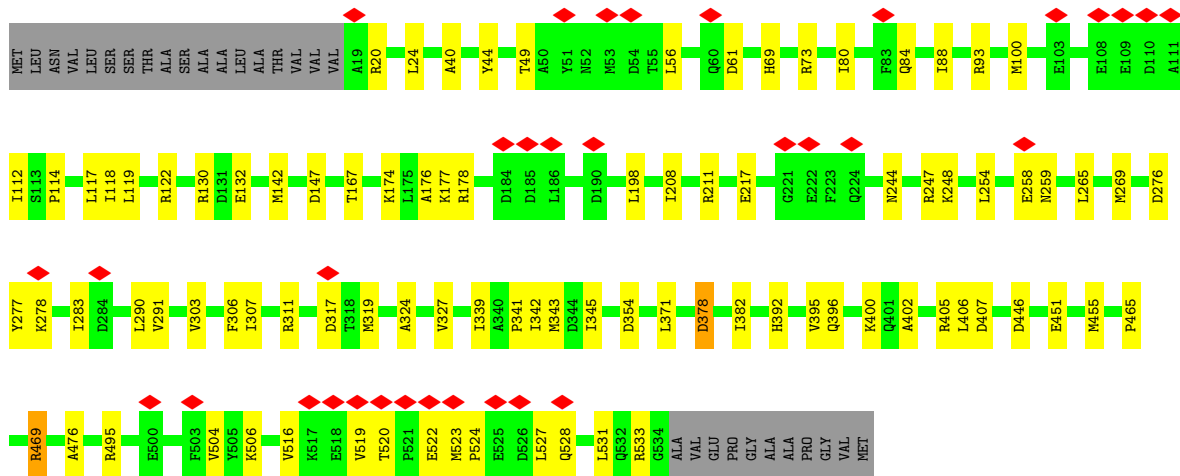 MET LEU ASN VAL LEU SER SER THR ALA SER ALA ALA LEU ALA THR VAL VAL VAL A19 R20 L24 A40 Y44 T49 A50 Y51 N52 M53 D54 T55 L56 Q60 D61 H69 R73 I80 F83 Q84 I88 R93 M100 E103 E108 E109 D110 A111
I112 S113 P114 L117 I118 L119 R122 R130 D131 E132 M142 D147 T167 K174 L175 A176 K177 R178 D184 D185 L186 D190 L198 I208 R211 E217 G221 E222 F223 Q224 N244 R247 K248 L254 E258 N259 L265 M269 D276
Y277 K278 I283 D284 L290 V291 V303 F306 I307 R311 D317 T318 M319 A324 V327 I339 A340 P341 I342 M343 D344 I345 D354 L371 D378 I382 H392 V395 Q396 K400 Q401 A402 R405 L406 D407 D446 E451 M455 P465
R469 A476 R495 E500 F503 V504 Y505 K506 V516 K517 E518 V519 T520 P521 E522 M523 P524 E525 D526 L527 Q528 L531 Q532 R533 G534 ALA VAL GLU PRO GLY ALA ALA PRO GLY VAL MET